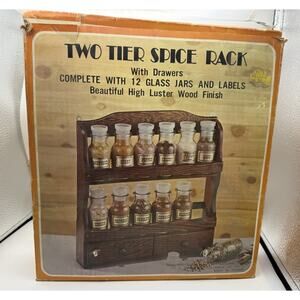 TWO TIER SPICE RACK
With Drawers
COMPLETE WITH 12 GLASS JARS AND LABELS
Beautiful High Luster Wood Finish